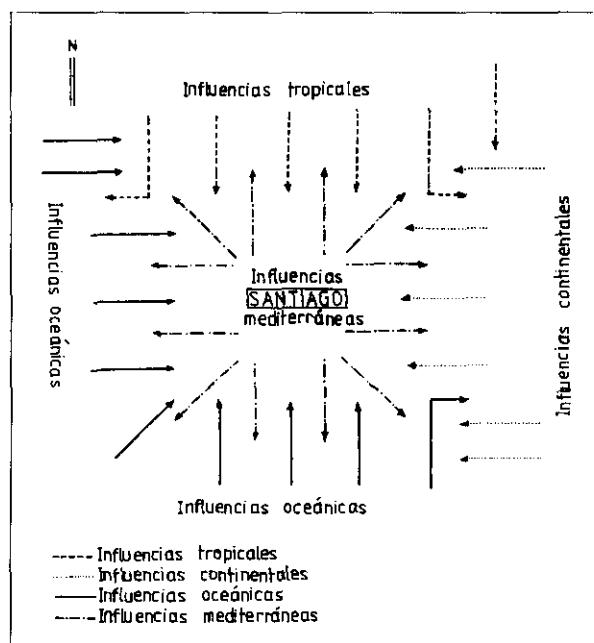 N
Influencias tropicales
Influencias oceánicas
Influencias
SANTIAGO
mediterráneas
Influencias continentales
Influencias oceánicas
Influencias tropicales
Influencias continentales
Influencias oceánicas
Influencias mediterráneas